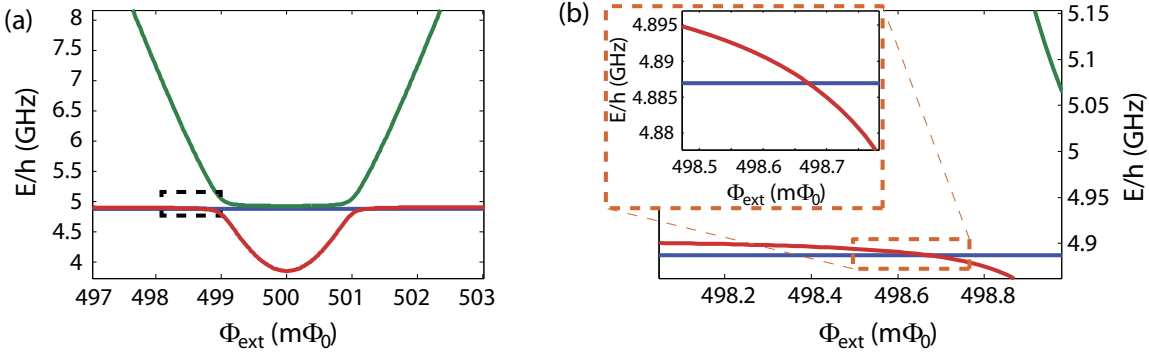 (a)
8
7.5
7
6.5
6
5.5
5
4.5
4
E/h (GHz)
497 498 499 500 501 502 503
Φext (mΦ0)
(b)
4.895
4.89
4.885
4.88
E/h (GHz)
498.5 498.6 498.7
Φext (mΦ0)
5.15
5.1
5.05
5
4.95
4.9
E/h (GHz)
498.2 498.4 498.6 498.8
Φext (mΦ0)